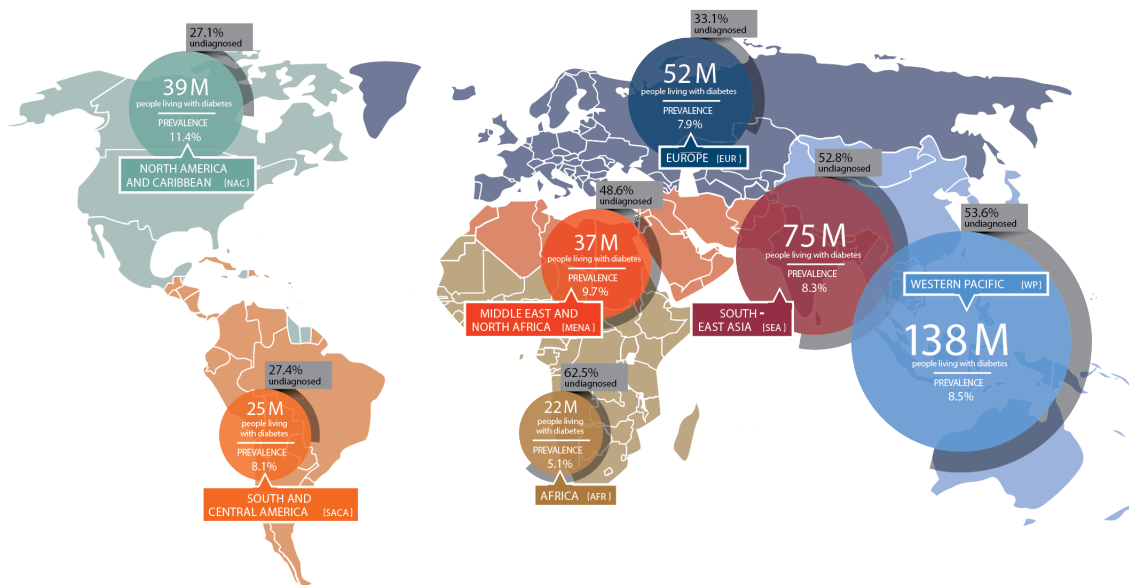 27.1%
undiagnosed
39 M
people living with diabetes
PREVALENCE
11.4%
NORTH AMERICA
AND CARIBBEAN (NAC)
33.1%
undiagnosed
52 M
people living with diabetes
PREVALENCE
7.9%
EUROPE (EUR)
48.6%
undiagnosed
37 M
people living with diabetes
PREVALENCE
9.7%
MIDDLE EAST AND
NORTH AFRICA (MENA)
52.8%
undiagnosed
75 M
people living with diabetes
PREVALENCE
8.3%
SOUTH -
EAST ASIA (SEA)
53.6%
undiagnosed
WESTERN PACIFIC (WP)
138 M
people living with diabetes
PREVALENCE
8.5%
27.4%
undiagnosed
25 M
people living
with diabetes
PREVALENCE
8.1%
SOUTH AND
CENTRAL AMERICA (SACA)
62.5%
undiagnosed
22 M
people living
with diabetes
PREVALENCE
5.1%
AFRICA (AFR)